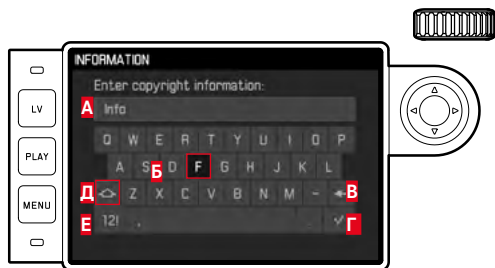 INFORMATION
Enter copyright information:
А Info
LV
Q W E R T Y U I O P
PLAY
A S Б D F G H J K L
Д Z X C V B N M - В
MENU
Е 12! , . Г